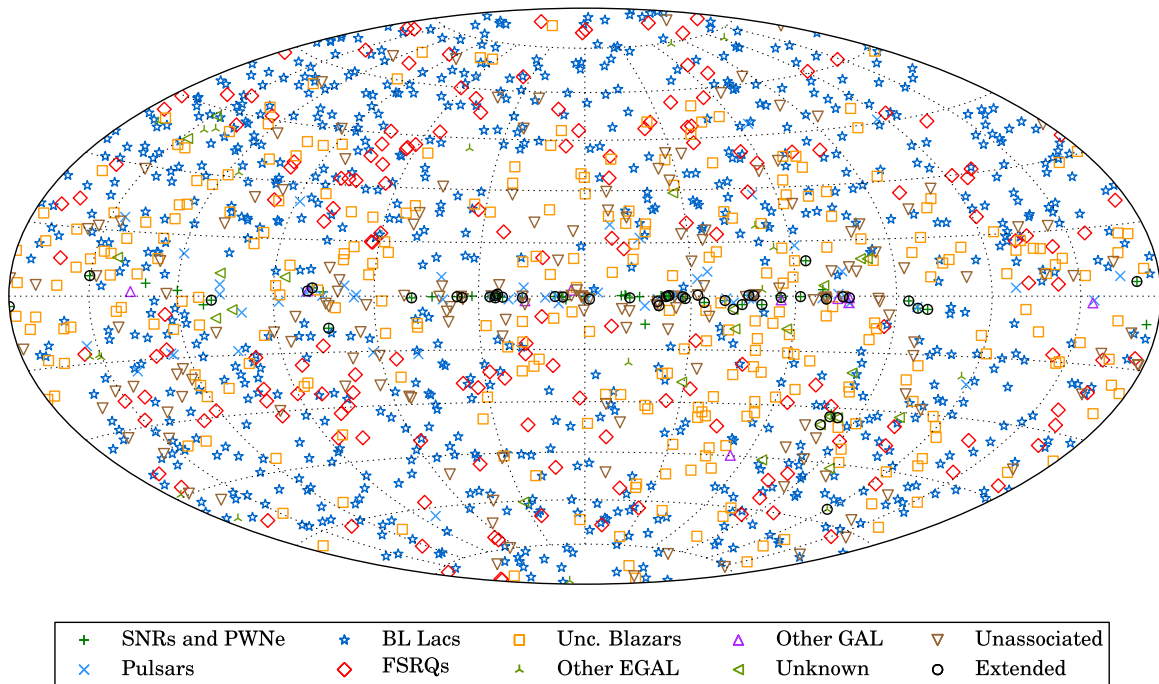 SNRs and PWNe BL Lacs Unc. Blazars Other GAL Unassociated
Pulsars FSRQs Other EGAL Unknown Extended